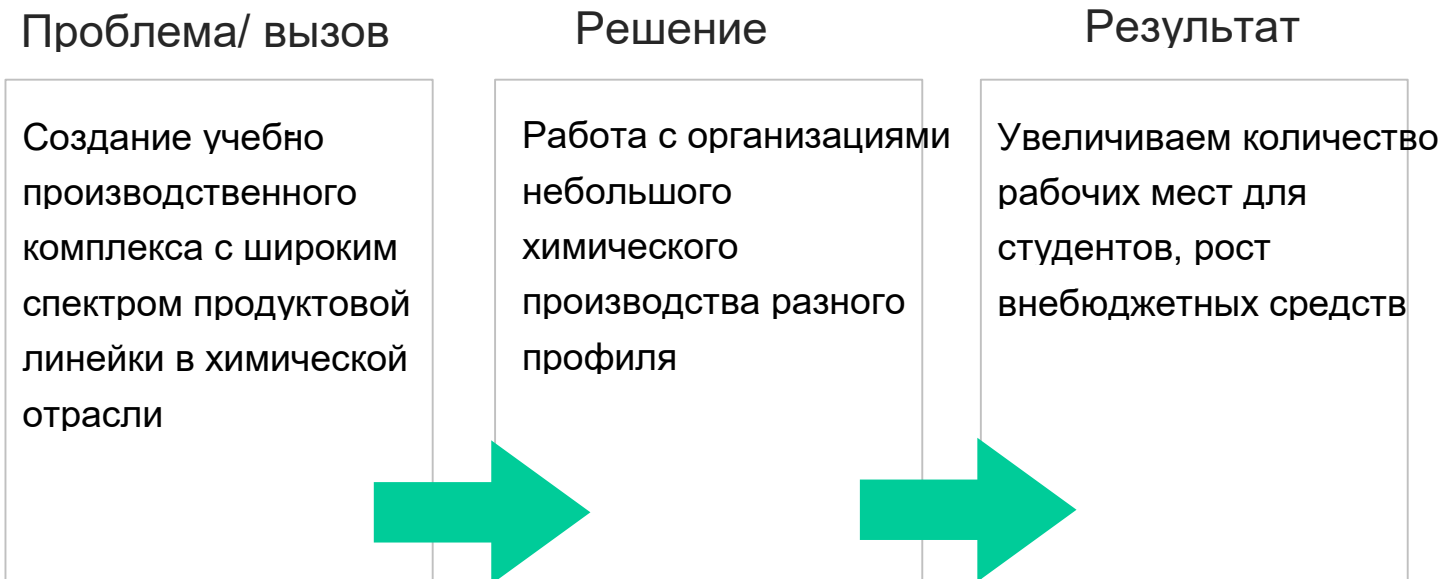 Проблема/ вызов
Создание учебно-
производственного
комплекса с широким
спектром продуктовой
линейки в химической
отрасли
Решение
Работа с организациями
небольшого
химического
производства разного
профиля
Результат
Увеличиваем количество
рабочих мест для
студентов, рост
внебюджетных средств